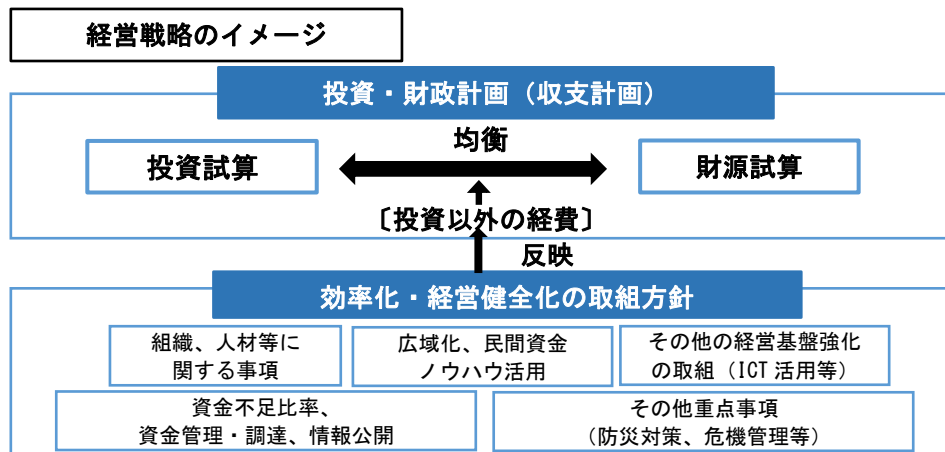 経営戦略のイメージ
投資・財政計画（収支計画）
均衡
投資試算
財源試算
〔投資以外の経費〕
反映
効率化・経営健全化の取組方針
組織、人材等に
関する事項
広域化、民間資金
ノウハウ活用
その他の経営基盤強化
の取組（ICT 活用等）
資金不足比率、
資金管理・調達、情報公開
その他重点事項
（防災対策、危機管理等）